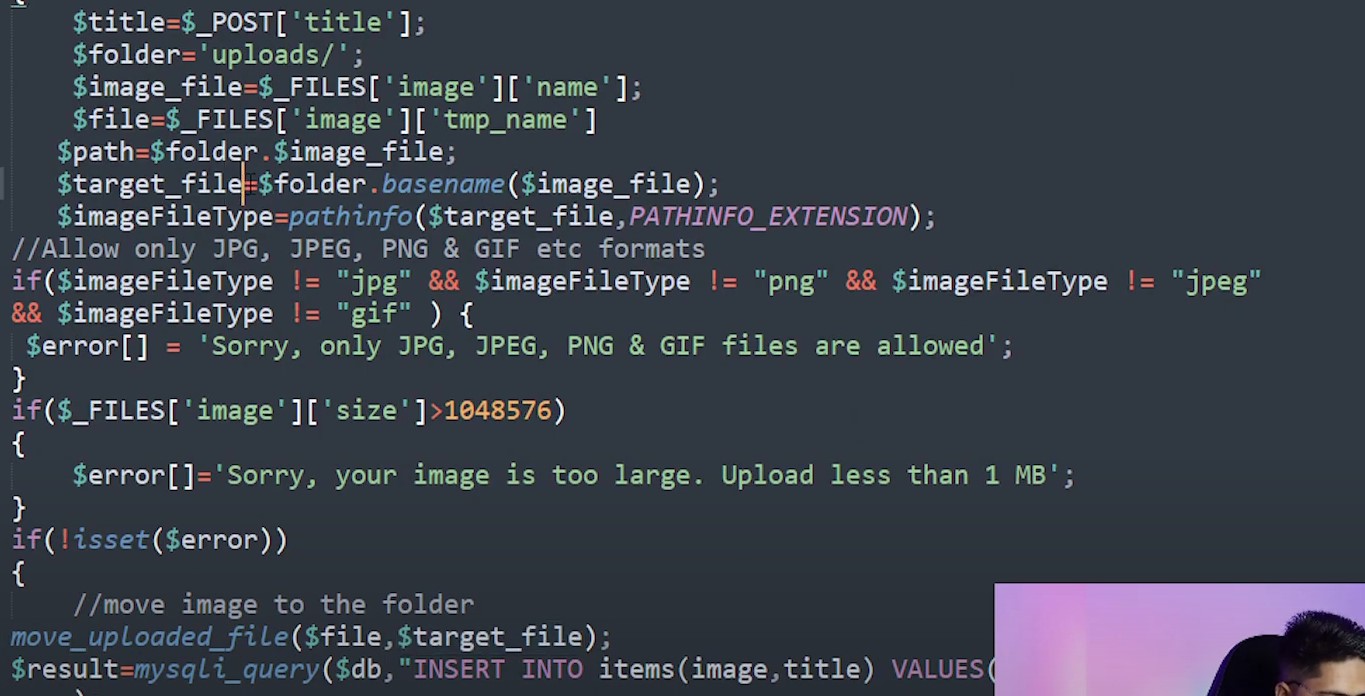 {
$title=$_POST['title'];
$folder='uploads/';
$image_file=$_FILES['image']['name'];
$file=$_FILES['image']['tmp_name']
$path=$folder.$image_file;
$target_file=$folder.basename($image_file);
$imageFileType=pathinfo($target_file,PATHINFO_EXTENSION);
//Allow only JPG, JPEG, PNG & GIF etc formats
if($imageFileType != "jpg" && $imageFileType != "png" && $imageFileType != "jpeg"
&& $imageFileType != "gif" ) {
$error[] = 'Sorry, only JPG, JPEG, PNG & GIF files are allowed';
}
if($_FILES['image']['size']>1048576)
{
$error[]='Sorry, your image is too large. Upload less than 1 MB';
}
if(!isset($error))
{
//move image to the folder
move_uploaded_file($file,$target_file);
$result=mysqli_query($db,"INSERT INTO items(image,title) VALUES(